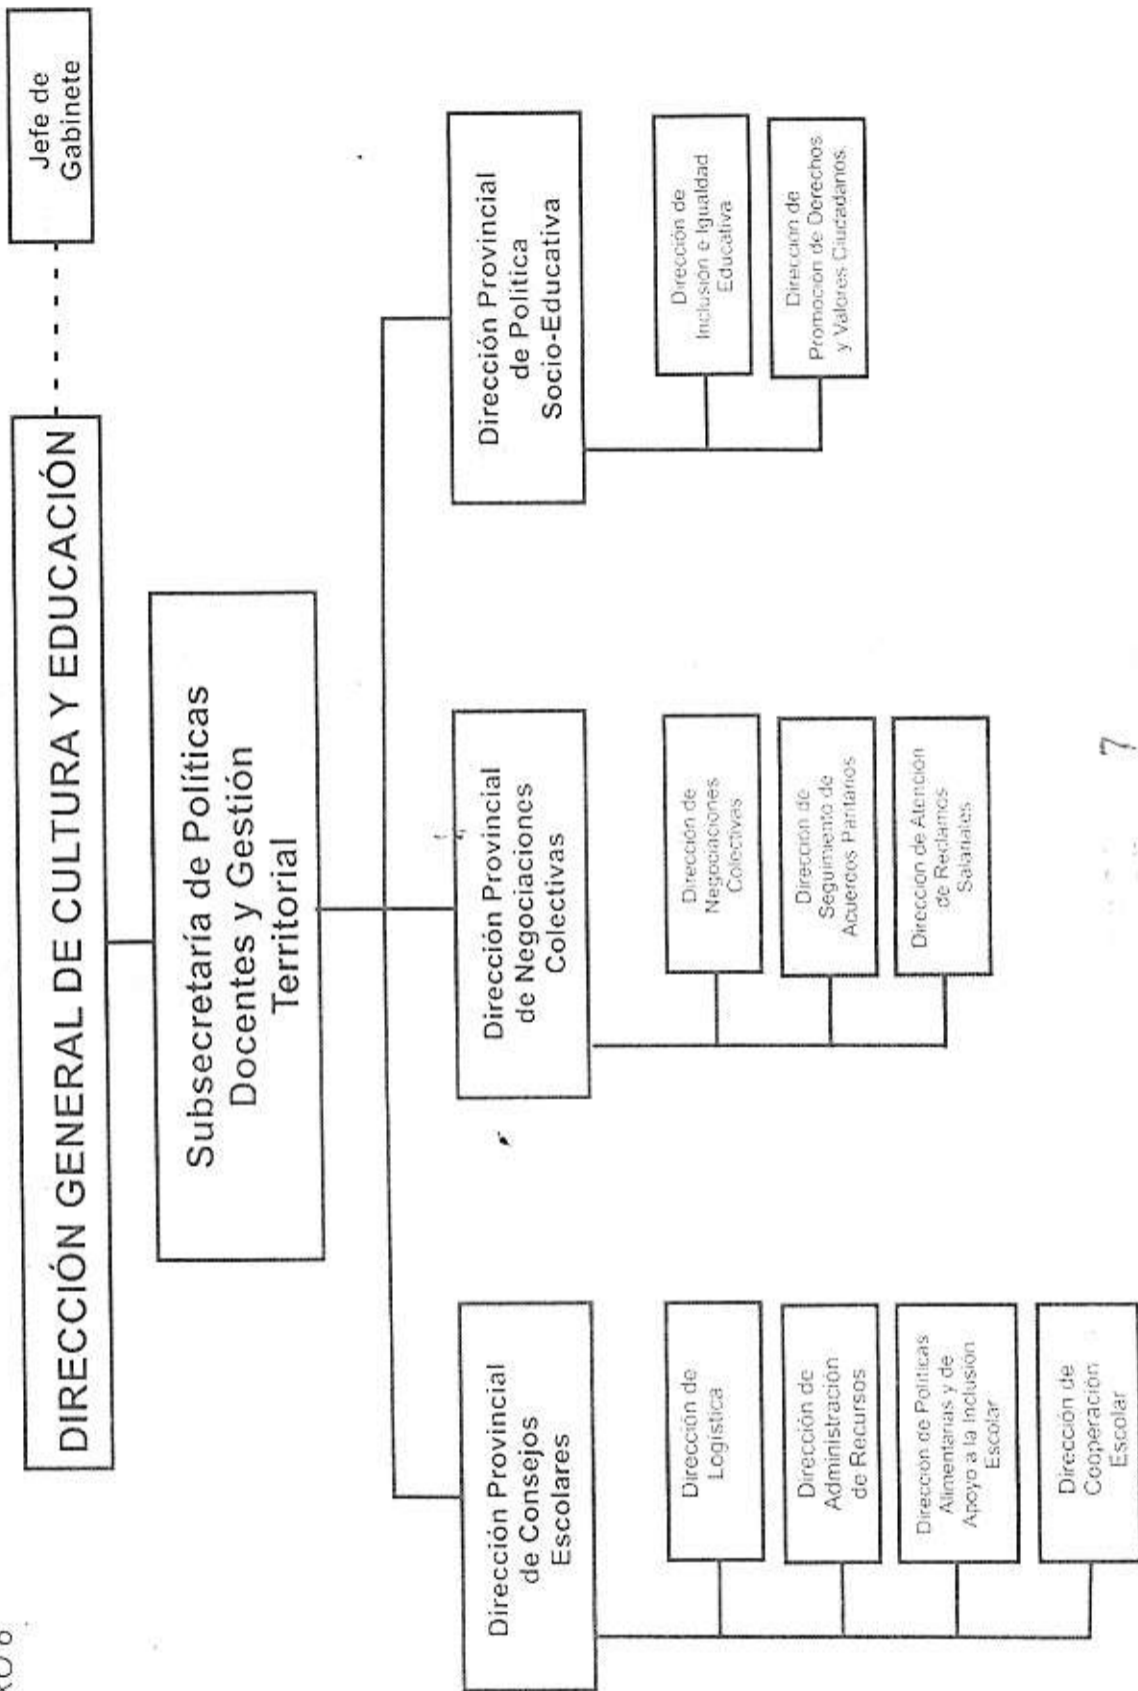 DIRECCIÓN GENERAL DE CULTURA Y EDUCACIÓN
Jefe de
Gabinete
Subsecretaría de Políticas
Docentes y Gestión
Territorial
Dirección Provincial
de Consejos
Escolares
Dirección de
Logística
Dirección de
Administración
de Recursos
Dirección de Políticas
Alimentarias y de
Apoyo a la Inclusión
Escolar
Dirección de
Cooperación
Escolar
Dirección Provincial
de Negociaciones
Colectivas
Dirección de
Negociaciones
Colectivas
Dirección de
Seguimiento de
Acuerdos Paritarios
Dirección de Atención
de Reclamos
Salariales
Dirección Provincial
de Política
Socio-Educativa
Dirección de
Inclusión e Igualdad
Educativa
Dirección de
Promoción de Derechos
y Valores Ciudadanos
7